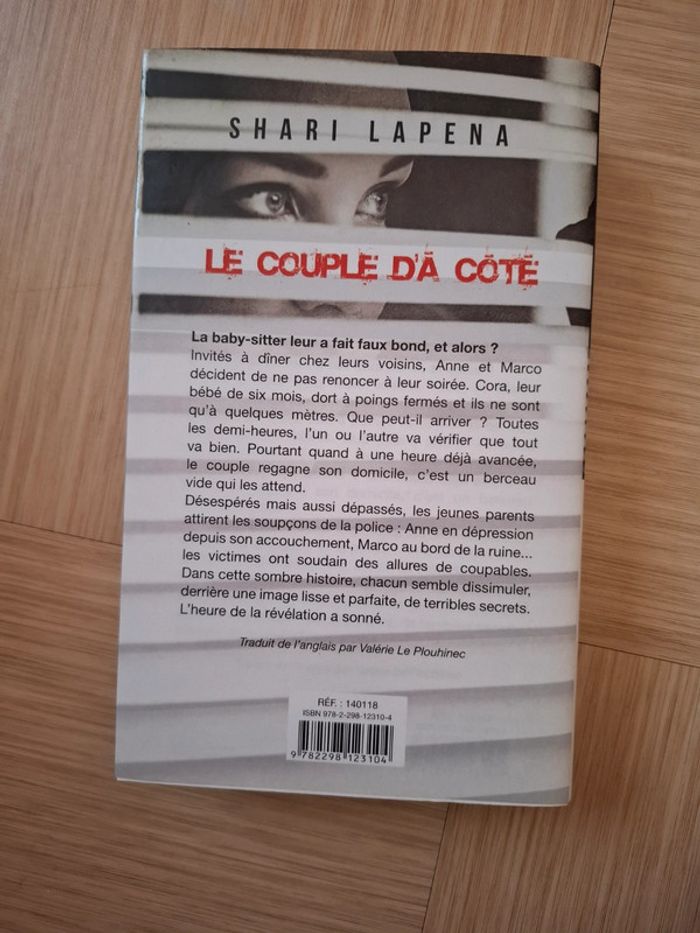 SHARI LAPENA
LE COUPLE D'À CÔTÉ
La baby-sitter leur a fait faux bond, et alors ?
Invités à dîner chez leurs voisins, Anne et Marco
décident de ne pas renoncer à leur soirée. Cora, leur
bébé de six mois, dort à poings fermés et ils ne sont
qu'à quelques mètres. Que peut-il arriver ? Toutes
les demi-heures, l'un ou l'autre va vérifier que tout
va bien. Pourtant quand à une heure déjà avancée,
le couple regagne son domicile, c'est un berceau
vide qui les attend.
Désespérés mais aussi dépassés, les jeunes parents
attirent les soupçons de la police : Anne en dépression
depuis son accouchement, Marco au bord de la ruine...
les victimes ont soudain des allures de coupables.
Dans cette sombre histoire, chacun semble dissimuler,
derrière une image lisse et parfaite, de terribles secrets.
L'heure de la révélation a sonné.
Traduit de l'anglais par Valérie Le Plouhinec
RÉF. : 140118
ISBN 978-2-298-12310-4
9 782298 123104